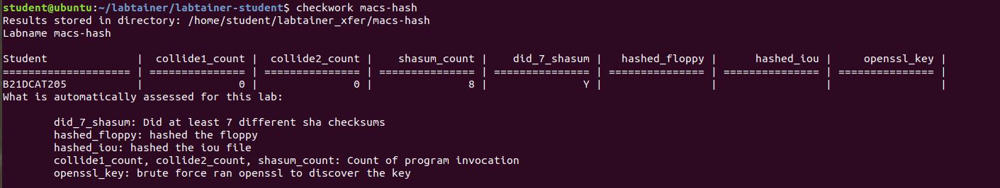 student@ubuntu:~/labtainer/labtainer-student$ checkwork macs-hash
Results stored in directory: /home/student/labtainer_xfer/macs-hash
Labname macs-hash
Student | collide1_count | collide2_count | shasum_count | did_7_shasum | hashed_floppy | hashed_iou | openssl_key |
==================== | =============== | =============== | =============== | =============== | =============== | =============== | =============== |
B21DCAT205 | 0 | 0 | 8 | Y | | | |
What is automatically assessed for this lab:
did_7_shasum: Did at least 7 different sha checksums
hashed_floppy: hashed the floppy
hashed_iou: hashed the iou file
collide1_count, collide2_count, shasum_count: Count of program invocation
openssl_key: brute force ran openssl to discover the key